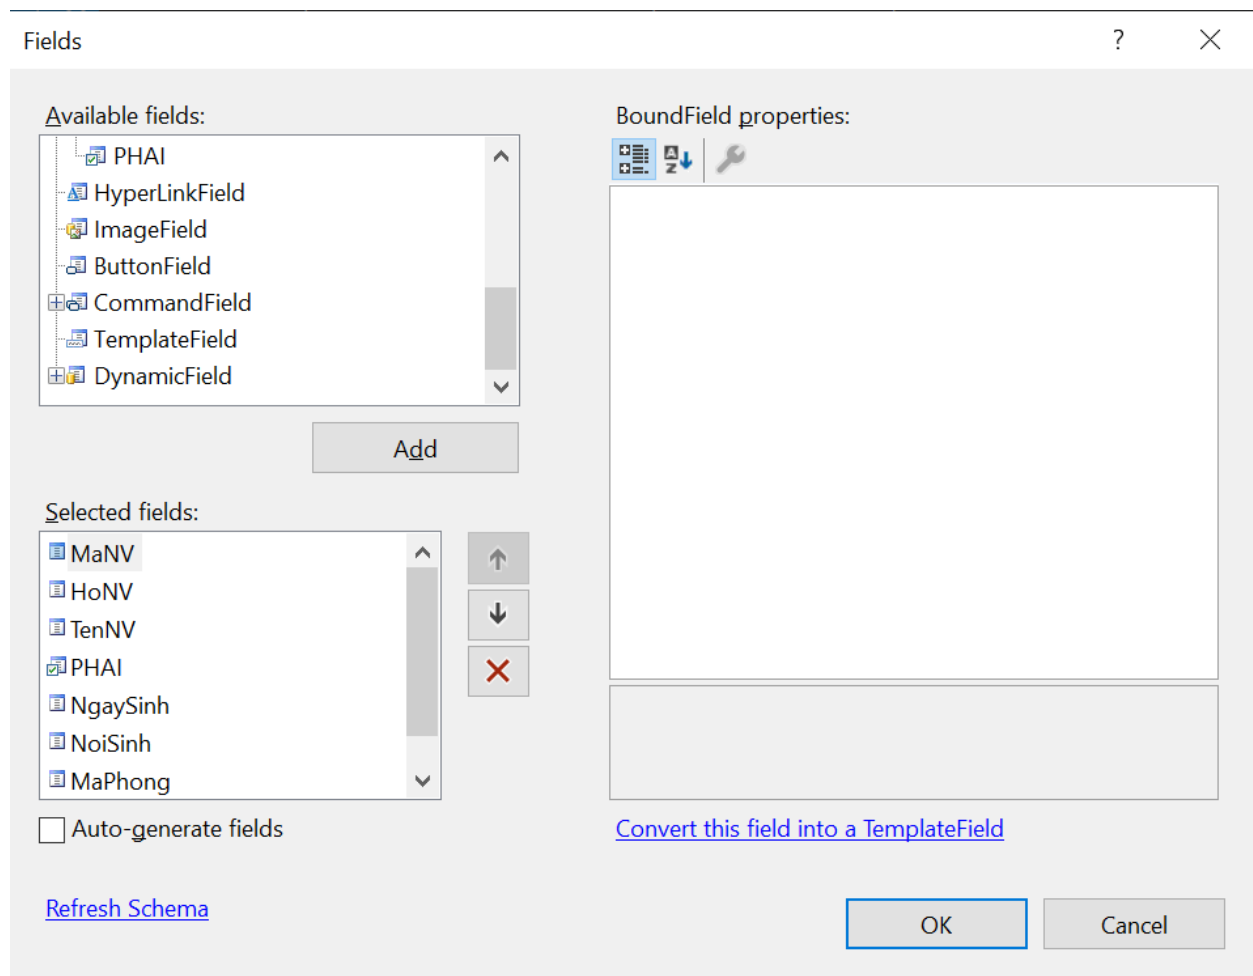 Fields
?
Available fields:
PHAI
HyperLinkField
ImageField
ButtonField
CommandField
TemplateField
DynamicField
Add
Selected fields:
MaNV
HoNV
TenNV
PHAI
NgaySinh
NoiSinh
MaPhong
Auto-generate fields
Refresh Schema
BoundField properties:
Convert this field into a TemplateField
OK
Cancel